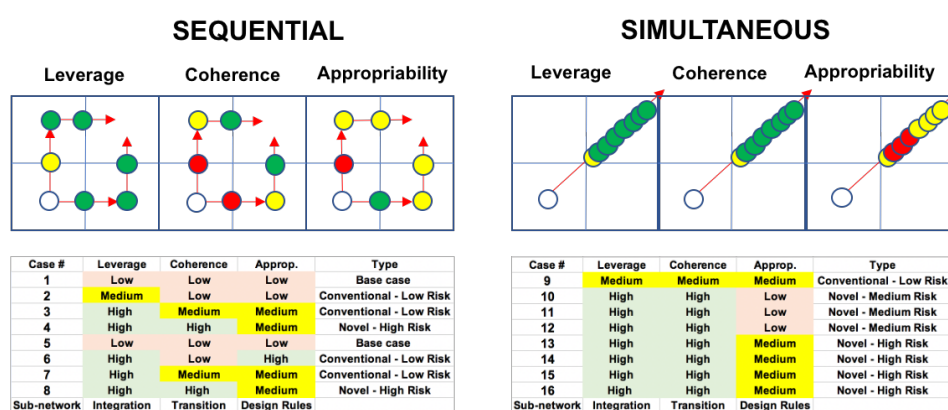 SEQUENTIAL
Leverage Coherence Appropriability
Case # Leverage Coherence Approp. Type
1 Low Low Low Base case
2 Medium Low Low Conventional - Low Risk
3 High Medium Medium Conventional - Low Risk
4 High High Medium Novel - High Risk
5 Low Low Low Base case
6 High Low High Conventional - Low Risk
7 High Medium Medium Conventional - Low Risk
8 High High Medium Novel - High Risk
Sub-network Integration Transition Design Rules
SIMULTANEOUS
Leverage Coherence Appropriability
Case # Leverage Coherence Approp. Type
9 Medium Medium Medium Conventional - Low Risk
10 High High Low Novel - Medium Risk
11 High High Low Novel - Medium Risk
12 High High Low Novel - Medium Risk
13 High High Medium Novel - High Risk
14 High High Medium Novel - High Risk
15 High High Medium Novel - High Risk
16 High High Medium Novel - High Risk
Sub-network Integration Transition Design Rules